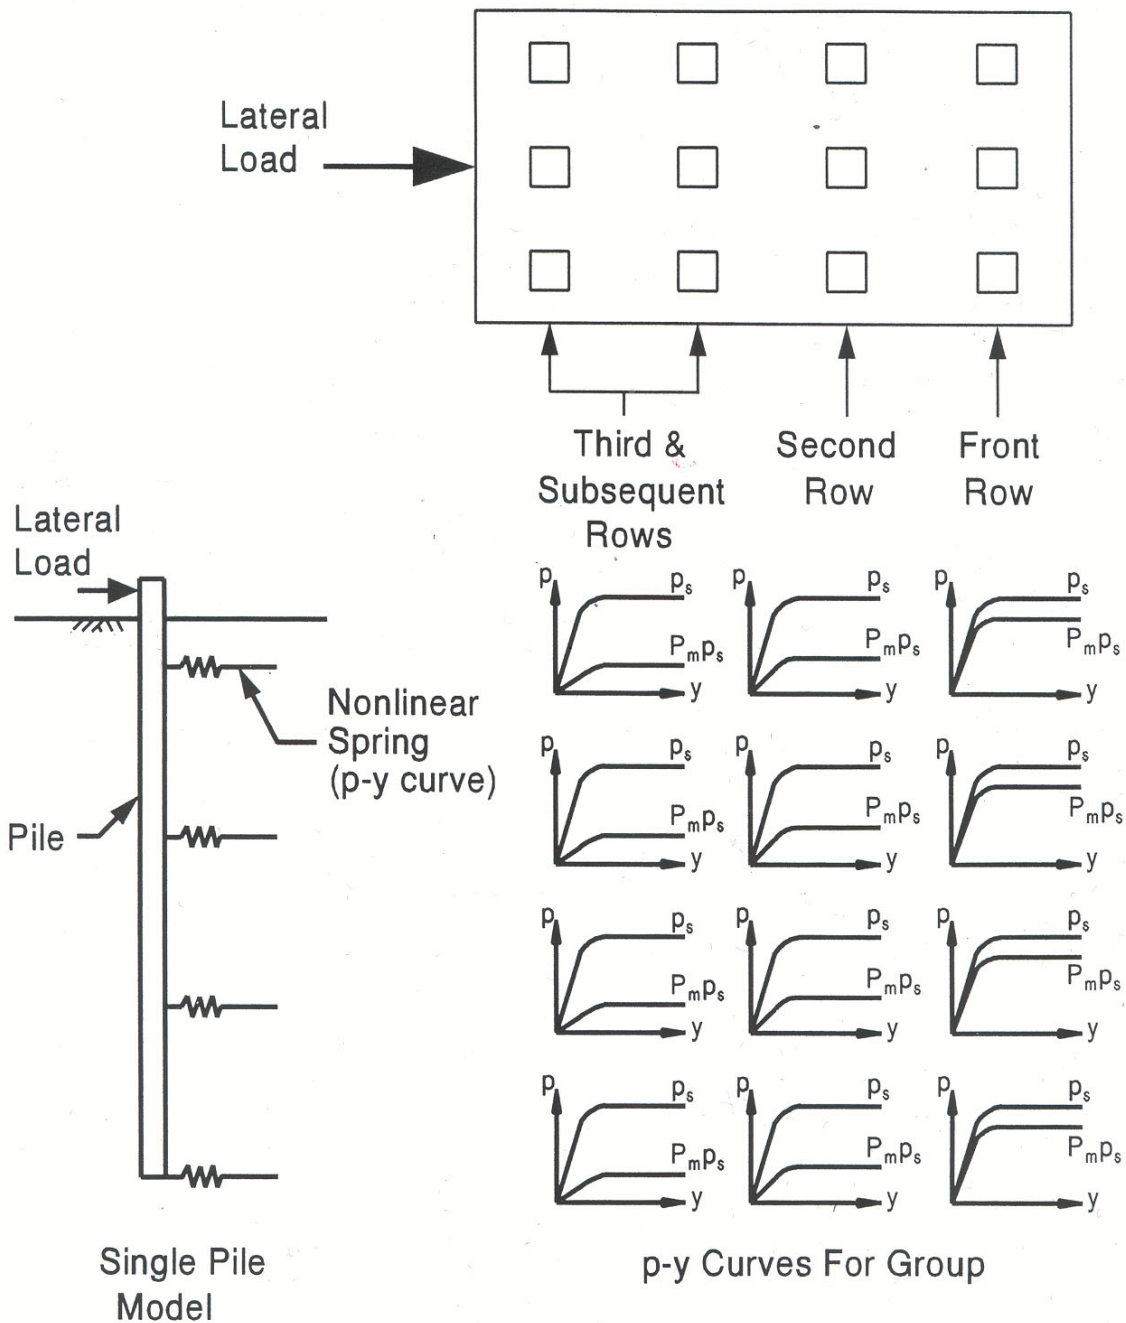 Lateral
Load
Third &
Subsequent
Rows
Second
Row
Front
Row
Lateral
Load
Nonlinear
Spring
(p-y curve)
Pile
p
ps
Pmps
y
p
ps
Pmps
y
p
ps
Pmps
y
p
ps
Pmps
y
p
ps
Pmps
y
p
ps
Pmps
y
p
ps
Pmps
y
p
ps
Pmps
y
p
ps
Pmps
y
p
ps
Pmps
y
p
ps
Pmps
y
p
ps
Pmps
y
Single Pile
Model
p-y Curves For Group